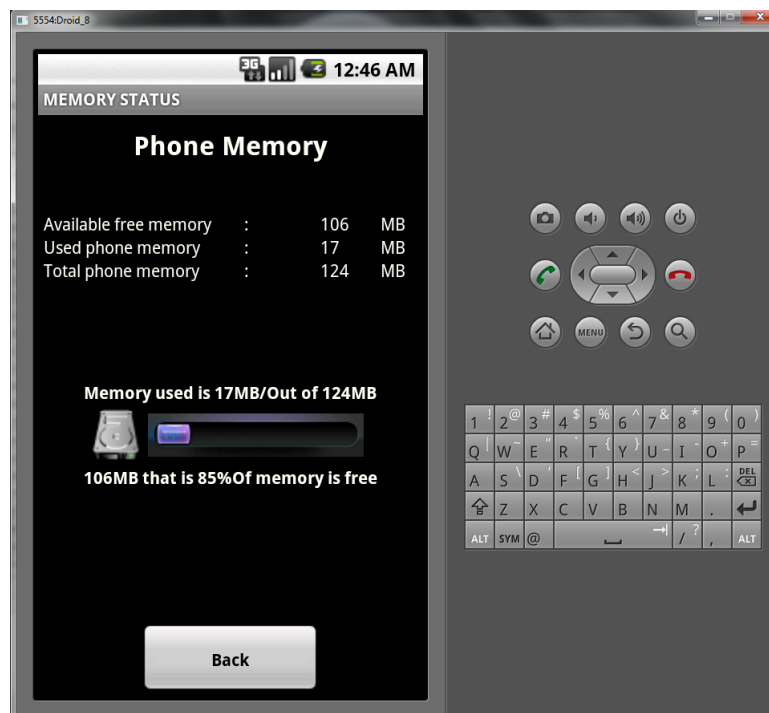 5554:Droid_8
3G 12:46 AM
MEMORY STATUS
Phone Memory
Available free memory : 106 MB
Used phone memory : 17 MB
Total phone memory : 124 MB
Memory used is 17MB/Out of 124MB
106MB that is 85%Of memory is free
Back
MENU
1 ! 2 @ 3 # 4 $ 5 % 6 ^ 7 & 8 * 9 ( 0 )
Q | W ~ E " R ` T { Y } U - I - O + P =
A S \ D ' F [ G ] H < J > K ; L : DEL
Z X C V B N M .
ALT SYM @ / ? , ALT